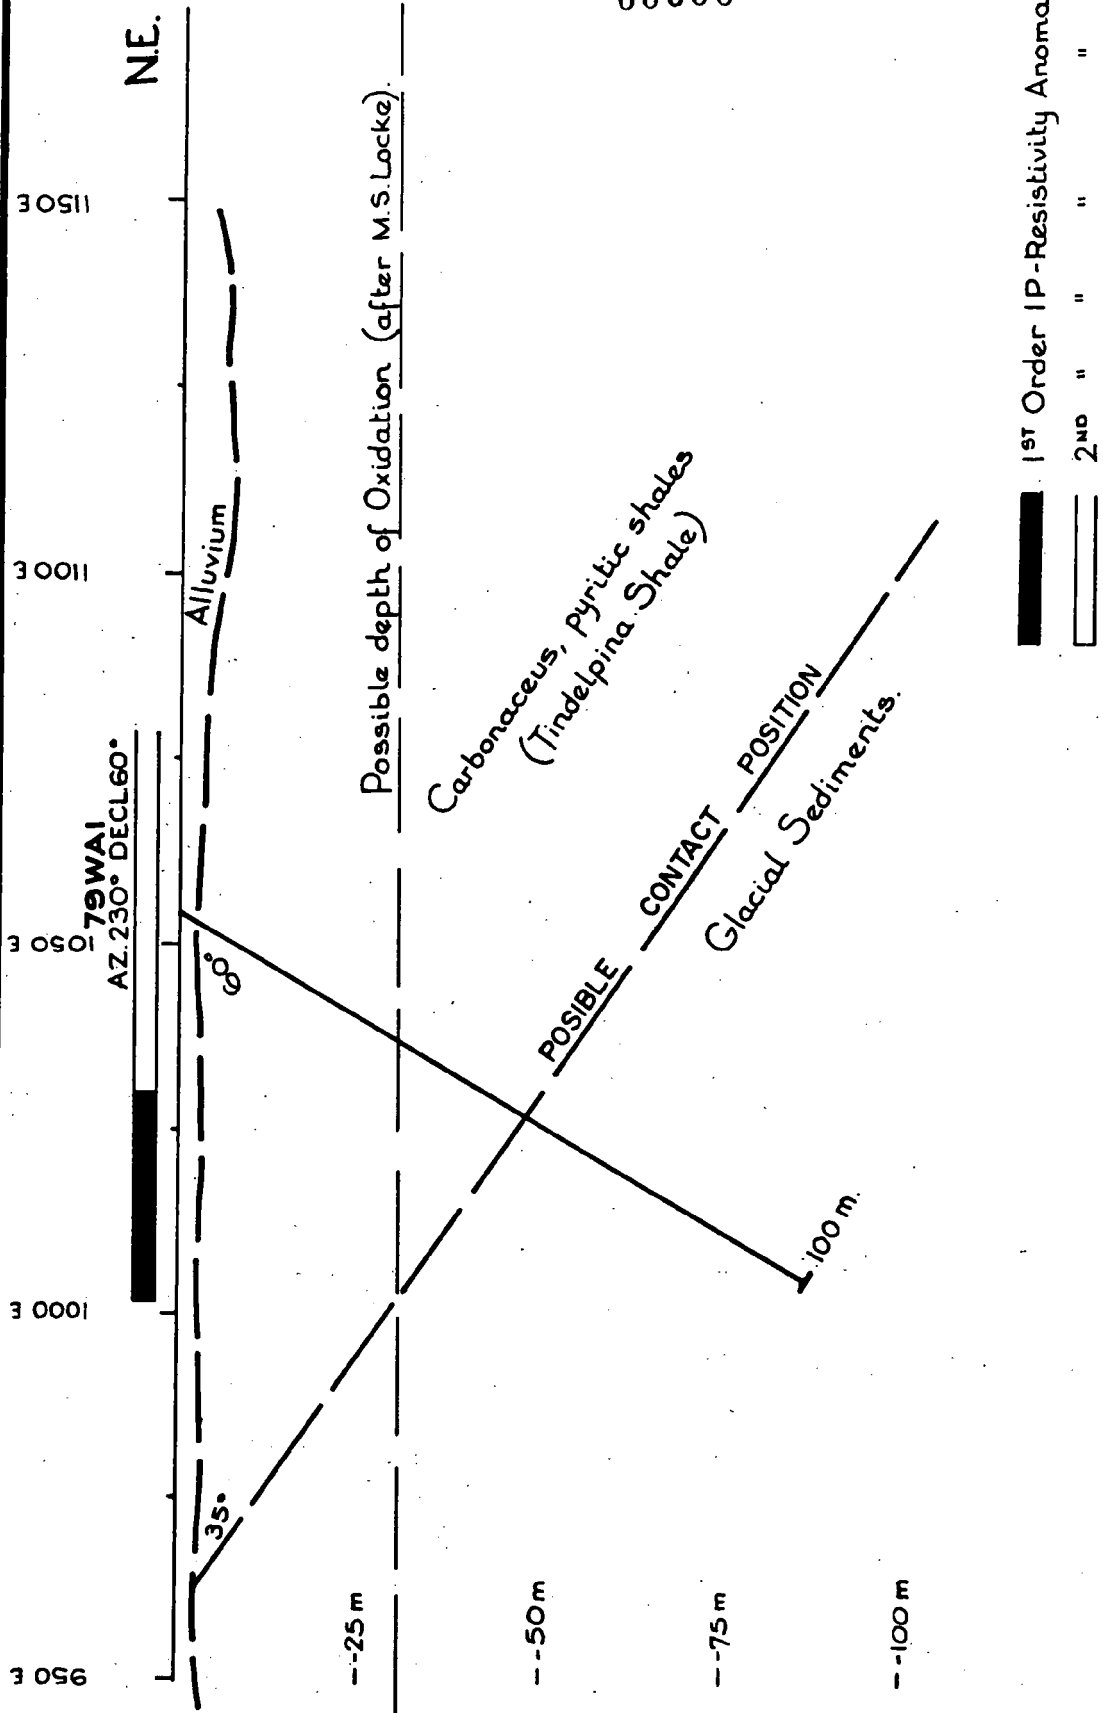 N.E.
950 E
1000 E
1050 E
1100 E
1150 E
79WA1
AZ. 230° DECL 60°
Alluvium
60°
35°
Possible depth of Oxidation (after M.S. Locke).
Carbonaceus, Pyritic shales
(Tindelpina Shale)
POSIBLE CONTACT POSITION
Glacial Sediments.
100 m.
--25 m
--50 m
--75 m
--100 m
1ST Order IP-Resistivity Anoma
2ND " " " "